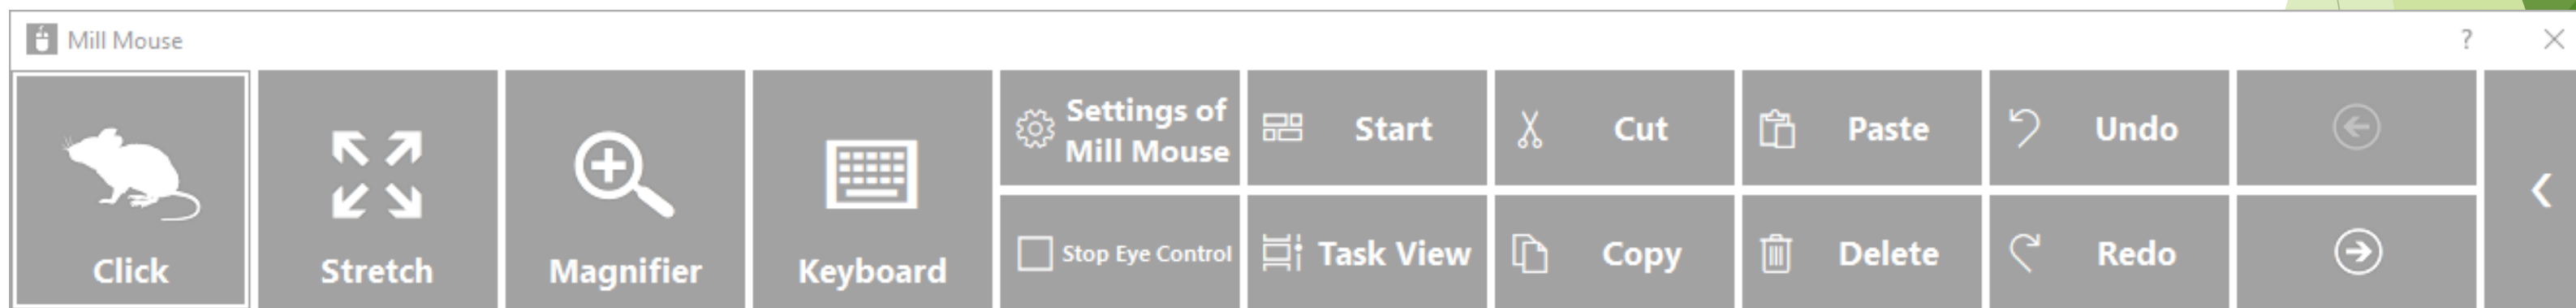 Mill Mouse
?
Click
Stretch
Magnifier
Keyboard
Settings of
Mill Mouse
Start
Cut
Paste
Undo
Stop Eye Control
Task View
Copy
Delete
Redo